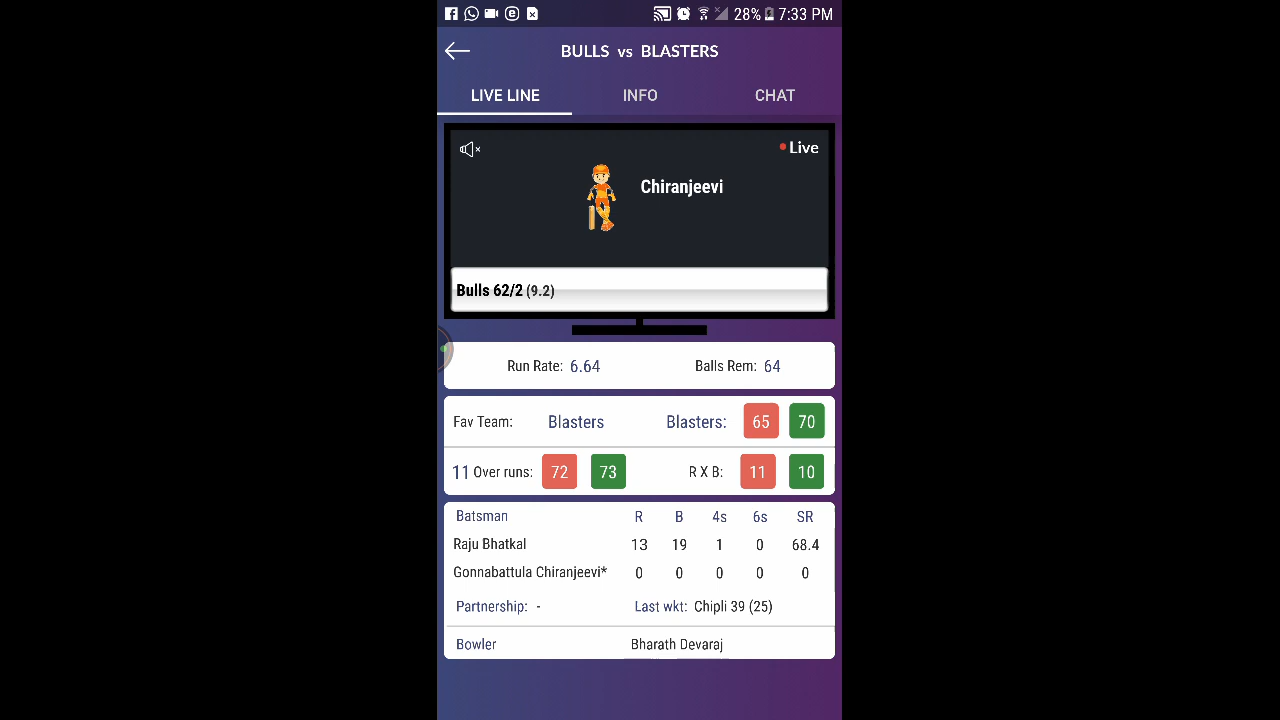 28% 7:33 PM
BULLS vs BLASTERS
LIVE LINE INFO CHAT
Live
Chiranjeevi
Bulls 62/2 (9.2)
Run Rate: 6.64 Balls Rem: 64
Fav Team: Blasters Blasters: 65 70
11 Over runs: 72 73 R X B: 11 10
Batsman R B 4s 6s SR
Raju Bhatkal 13 19 1 0 68.4
Gonnabattula Chiranjeevi* 0 0 0 0 0
Partnership: - Last wkt: Chipli 39 (25)
Bowler Bharath Devaraj